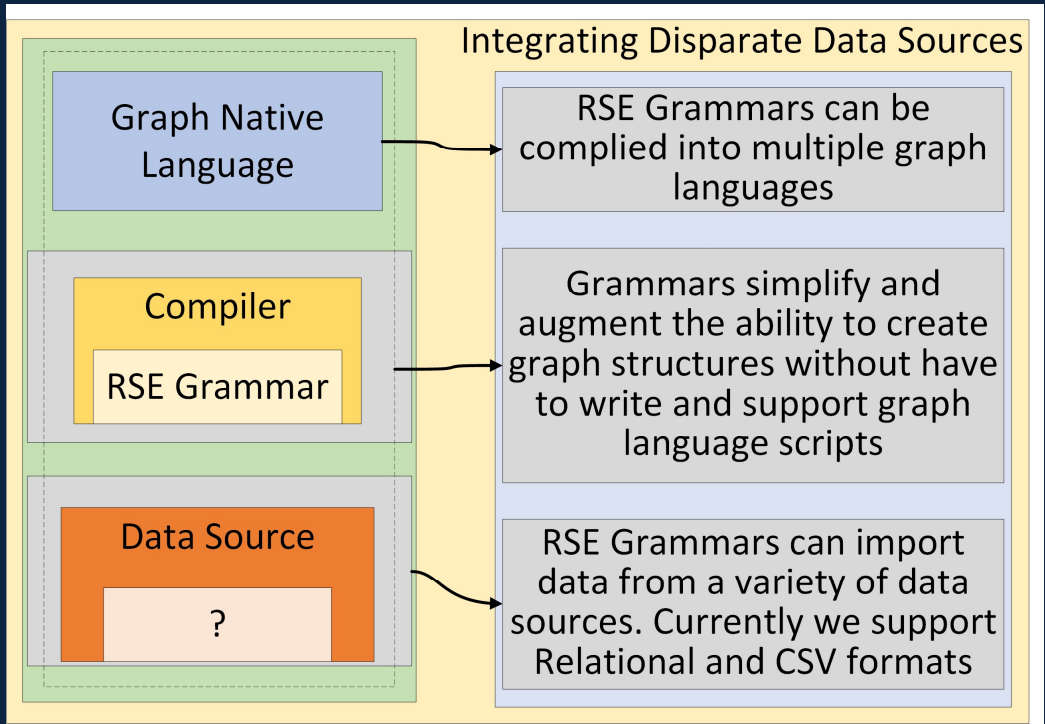 Integrating Disparate Data Sources
Graph Native
Language
RSE Grammars can be
complied into multiple graph
languages
Compiler
RSE Grammar
Grammars simplify and
augment the ability to create
graph structures without have
to write and support graph
language scripts
Data Source
?
RSE Grammars can import
data from a variety of data
sources. Currently we support
Relational and CSV formats